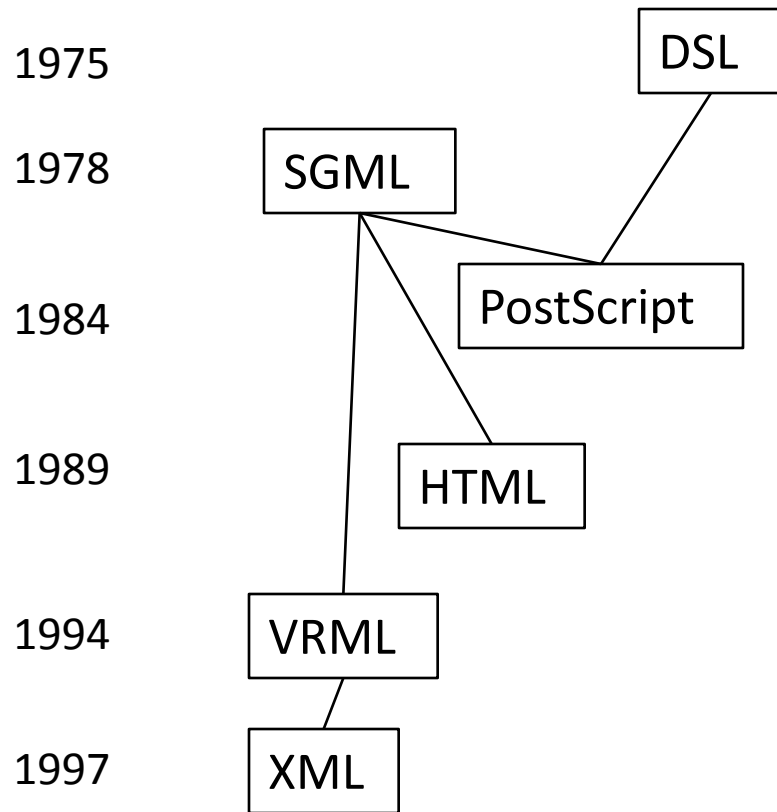 1975
DSL
1978
SGML
PostScript
1984
HTML
1989
VRML
1994
XML
1997